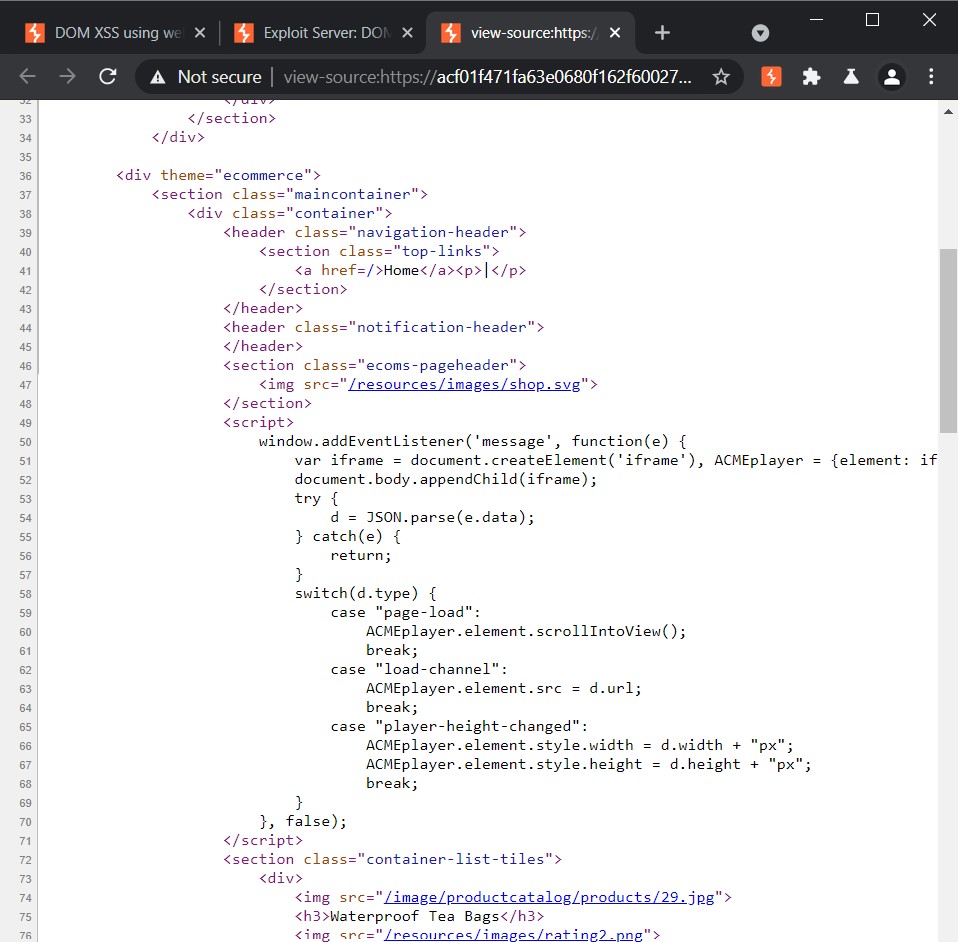 DOM XSS using we
Exploit Server: DOM
view-source:https:/
Not secure
view-source:https://acf01f471fa63e0680f162f60027...
32 </div>
33 </section>
34 </div>
35
36 <div theme="ecommerce">
37 <section class="maincontainer">
38 <div class="container">
39 <header class="navigation-header">
40 <section class="top-links">
41 <a href=/>Home</a><p>|</p>
42 </section>
43 </header>
44 <header class="notification-header">
45 </header>
46 <section class="ecoms-pageheader">
47 <img src="/resources/images/shop.svg">
48 </section>
49 <script>
50 window.addEventListener('message', function(e) {
51 var iframe = document.createElement('iframe'), ACMEplayer = {element: if
52 document.body.appendChild(iframe);
53 try {
54 d = JSON.parse(e.data);
55 } catch(e) {
56 return;
57 }
58 switch(d.type) {
59 case "page-load":
60 ACMEplayer.element.scrollIntoView();
61 break;
62 case "load-channel":
63 ACMEplayer.element.src = d.url;
64 break;
65 case "player-height-changed":
66 ACMEplayer.element.style.width = d.width + "px";
67 ACMEplayer.element.style.height = d.height + "px";
68 break;
69 }
70 }, false);
71 </script>
72 <section class="container-list-tiles">
73 <div>
74 <img src="/image/productcatalog/products/29.jpg">
75 <h3>Waterproof Tea Bags</h3>
76 <img src="/resources/images/rating2.png">